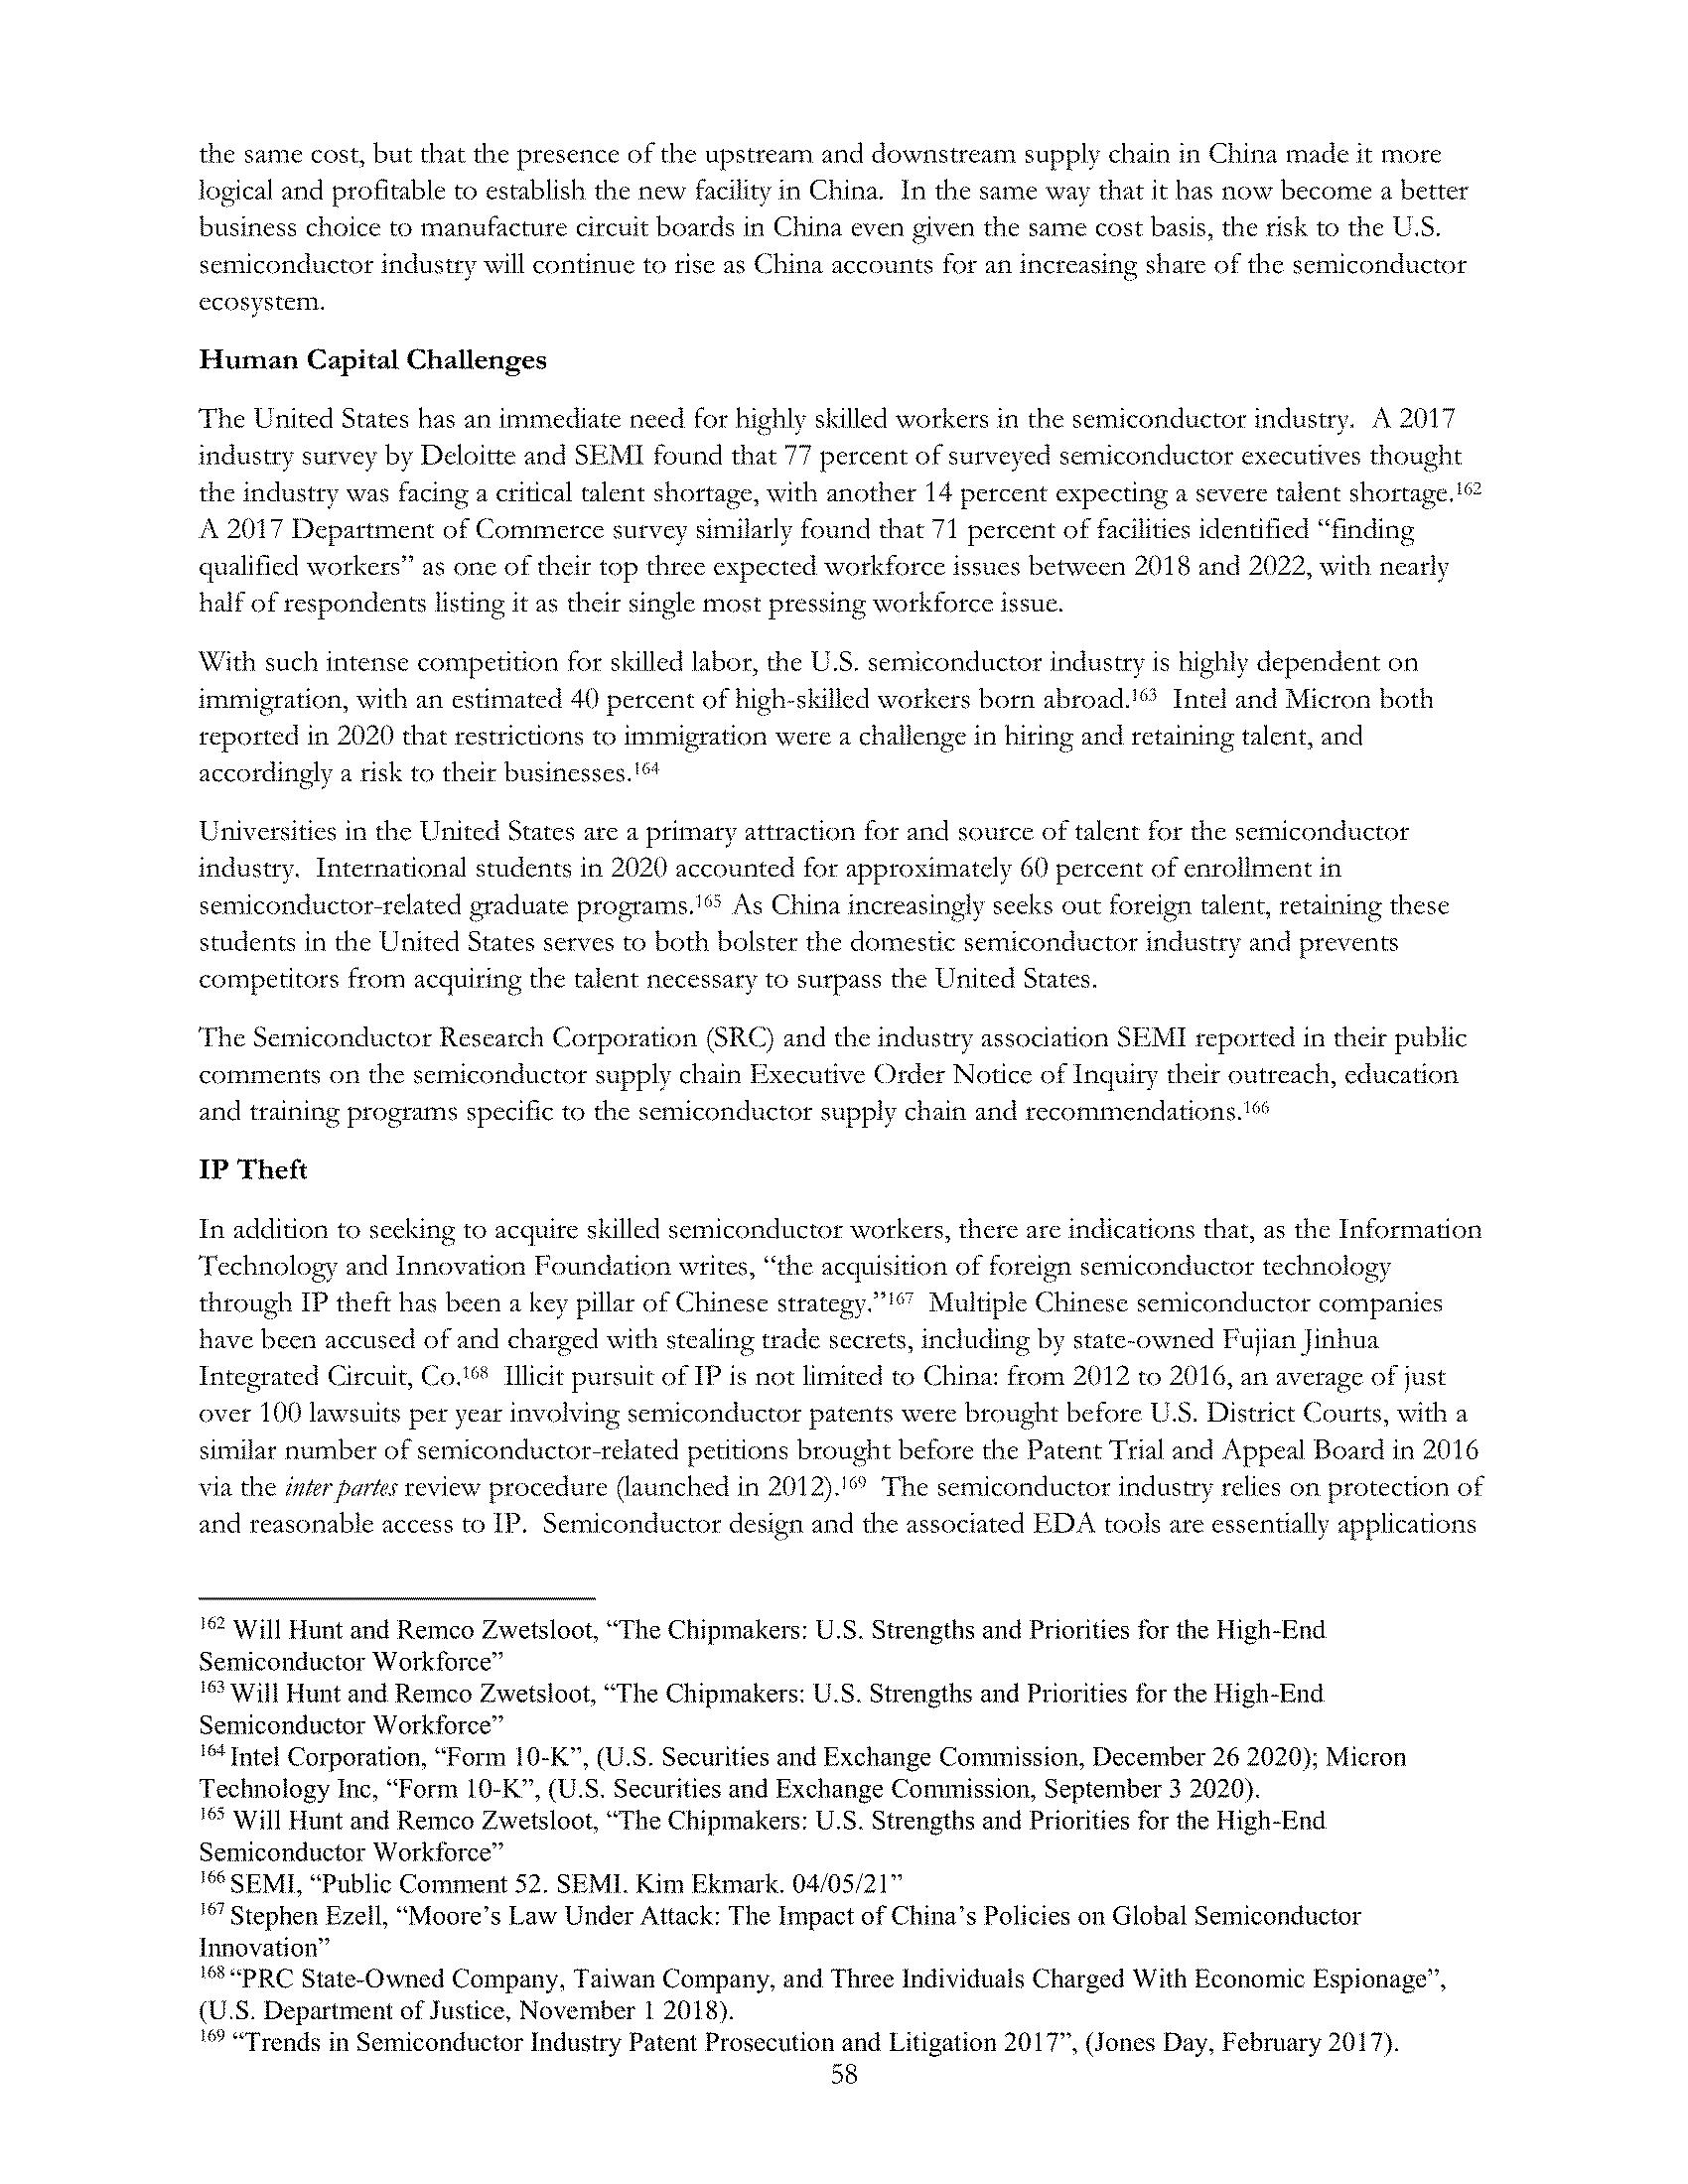 the same cost, but that the presence of the upstream and downstream supply chain in China made it more
logical and profitable to establish the new facility in China.  In the same way that it has now become a better
business choice to manufacture circuit boards in China even given the same cost basis, the risk to the U.S.
semiconductor industry will continue to rise as China accounts for an increasing share of the semiconductor
ecosystem.
Human Capital Challenges
The United States has an immediate need for highly skilled workers in the semiconductor industry.  A 2017
industry survey by Deloitte and SEMI found that 77 percent of surveyed semiconductor executives thought
the industry was facing a critical talent shortage, with another 14 percent expecting a severe talent shortage.162
A 2017 Department of Commerce survey similarly found that 71 percent of facilities identified “finding
qualified workers” as one of their top three expected workforce issues between 2018 and 2022, with nearly
half of respondents listing it as their single most pressing workforce issue.
With such intense competition for skilled labor, the U.S. semiconductor industry is highly dependent on
immigration, with an estimated 40 percent of high-skilled workers born abroad.163  Intel and Micron both
reported in 2020 that restrictions to immigration were a challenge in hiring and retaining talent, and
accordingly a risk to their businesses.164
Universities in the United States are a primary attraction for and source of talent for the semiconductor
industry.  International students in 2020 accounted for approximately 60 percent of enrollment in
semiconductor-related graduate programs.165 As China increasingly seeks out foreign talent, retaining these
students in the United States serves to both bolster the domestic semiconductor industry and prevents
competitors from acquiring the talent necessary to surpass the United States.
The Semiconductor Research Corporation (SRC) and the industry association SEMI reported in their public
comments on the semiconductor supply chain Executive Order Notice of Inquiry their outreach, education
and training programs specific to the semiconductor supply chain and recommendations.166
IP Theft
In addition to seeking to acquire skilled semiconductor workers, there are indications that, as the Information
Technology and Innovation Foundation writes, “the acquisition of foreign semiconductor technology
through IP theft has been a key pillar of Chinese strategy.”167  Multiple Chinese semiconductor companies
have been accused of and charged with stealing trade secrets, including by state-owned Fujian Jinhua
Integrated Circuit, Co.168  Illicit pursuit of IP is not limited to China: from 2012 to 2016, an average of just
over 100 lawsuits per year involving semiconductor patents were brought before U.S. District Courts, with a
similar number of semiconductor-related petitions brought before the Patent Trial and Appeal Board in 2016
via the inter partes review procedure (launched in 2012).169  The semiconductor industry relies on protection of
and reasonable access to IP.  Semiconductor design and the associated EDA tools are essentially applications
162 Will Hunt and Remco Zwetsloot, “The Chipmakers: U.S. Strengths and Priorities for the High-End
Semiconductor Workforce”
163 Will Hunt and Remco Zwetsloot, “The Chipmakers: U.S. Strengths and Priorities for the High-End
Semiconductor Workforce”
164 Intel Corporation, “Form 10-K”, (U.S. Securities and Exchange Commission, December 26 2020); Micron
Technology Inc, “Form 10-K”, (U.S. Securities and Exchange Commission, September 3 2020).
165 Will Hunt and Remco Zwetsloot, “The Chipmakers: U.S. Strengths and Priorities for the High-End
Semiconductor Workforce”
166 SEMI, “Public Comment 52. SEMI. Kim Ekmark. 04/05/21”
167 Stephen Ezell, “Moore’s Law Under Attack: The Impact of China’s Policies on Global Semiconductor
Innovation”
168 “PRC State-Owned Company, Taiwan Company, and Three Individuals Charged With Economic Espionage”,
(U.S. Department of Justice, November 1 2018).
169 “Trends in Semiconductor Industry Patent Prosecution and Litigation 2017”, (Jones Day, February 2017).
58